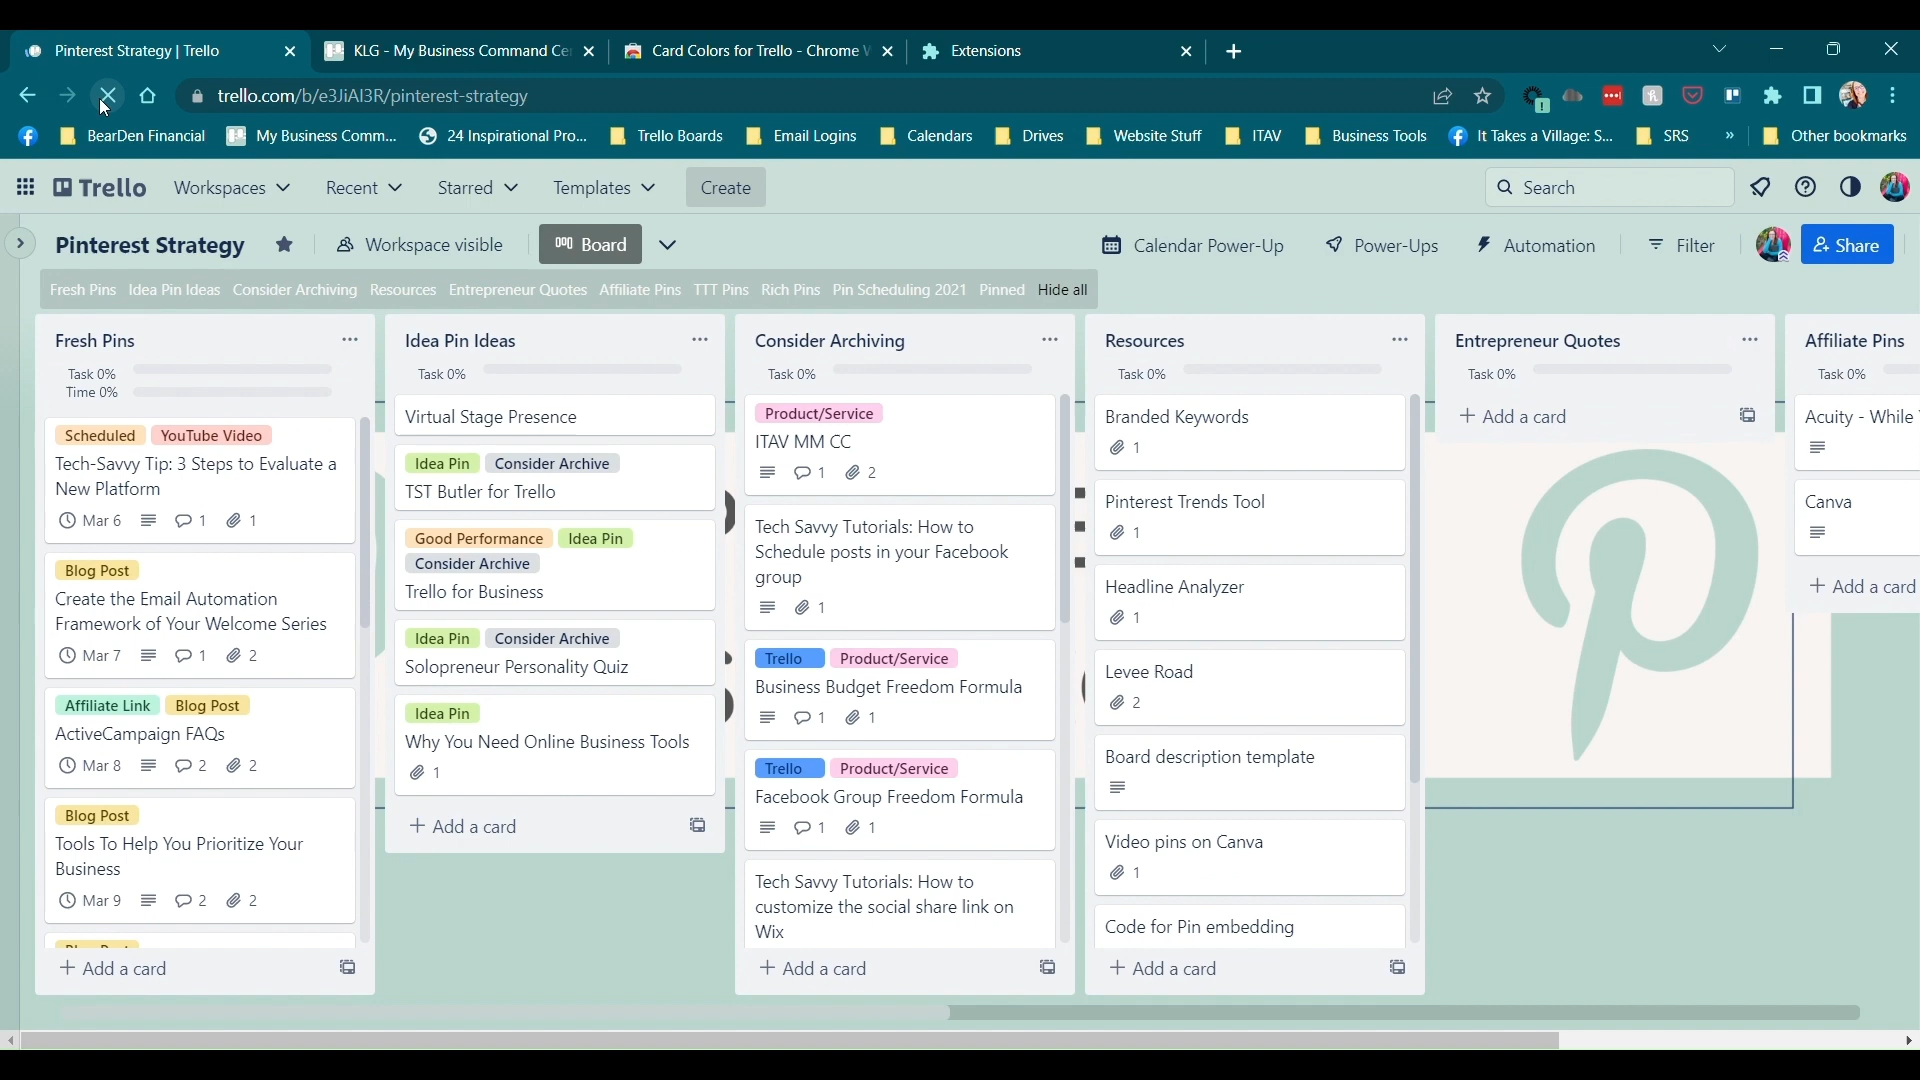 Pinterest Strategy | Trello
KLG - My Business Command Ce
Card Colors for Trello - Chrome
Extensions
trello.com/b/e3JiAl3R/pinterest-strategy
BearDen Financial
My Business Comm...
24 Inspirational Pro...
Trello Boards
Email Logins
Calendars
Drives
Website Stuff
ITAV
Business Tools
It Takes a Village: S...
SRS
»
Other bookmarks
Trello
Workspaces
Recent
Starred
Templates
Create
Search
Pinterest Strategy
Workspace visible
Board
Calendar Power-Up
Power-Ups
Automation
Filter
Share
Fresh Pins Idea Pin Ideas Consider Archiving Resources Entrepreneur Quotes Affiliate Pins TTT Pins Rich Pins Pin Scheduling 2021 Pinned Hide all
Fresh Pins
Task 0%
Time 0%
Scheduled YouTube Video
Tech-Savvy Tip: 3 Steps to Evaluate a
New Platform
Mar 6 1 1
Blog Post
Create the Email Automation
Framework of Your Welcome Series
Mar 7 1 2
Affiliate Link Blog Post
ActiveCampaign FAQs
Mar 8 2 2
Blog Post
Tools To Help You Prioritize Your
Business
Mar 9 2 2
Blog Post
+ Add a card
Idea Pin Ideas
Task 0%
Virtual Stage Presence
Idea Pin Consider Archive
TST Butler for Trello
Good Performance Idea Pin
Consider Archive
Trello for Business
Idea Pin Consider Archive
Solopreneur Personality Quiz
Idea Pin
Why You Need Online Business Tools
1
+ Add a card
Consider Archiving
Task 0%
Product/Service
ITAV MM CC
1 2
Tech Savvy Tutorials: How to
Schedule posts in your Facebook
group
1
Trello Product/Service
Business Budget Freedom Formula
1 1
Trello Product/Service
Facebook Group Freedom Formula
1 1
Tech Savvy Tutorials: How to
customize the social share link on
Wix
+ Add a card
Resources
Task 0%
Branded Keywords
1
Pinterest Trends Tool
1
Headline Analyzer
1
Levee Road
2
Board description template
Video pins on Canva
1
Code for Pin embedding
+ Add a card
Entrepreneur Quotes
Task 0%
+ Add a card
Affiliate Pins
Task 0%
Acuity - While
Canva
+ Add a card